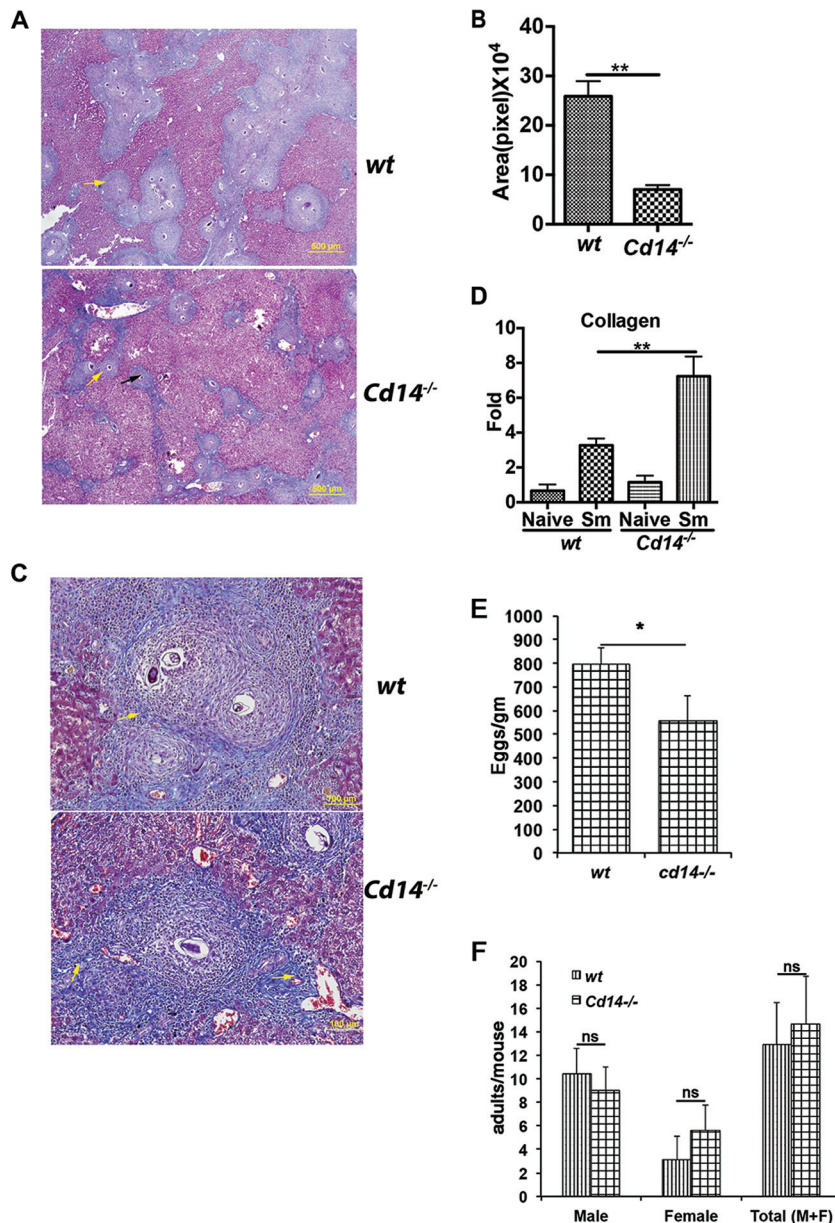 A
600 µm
wt
500 µm
Cd14-/-
B
Area(pixel)X10⁴
40
30
20
10
0
**
wt
Cd14-/-
D
Collagen
Fold
8
6
4
2
0
**
Naive Sm Naive Sm
wt
Cd14-/-
C
wt
100 µm
Cd14-/-
100 µm
E
Eggs/gm
1000
900
800
700
600
500
400
300
200
100
0
*
wt
cd14-/-
F
adults/mouse
20
18
16
14
12
10
8
6
4
2
0
wt
Cd14-/-
ns
ns
ns
Male
Female
Total (M+F)